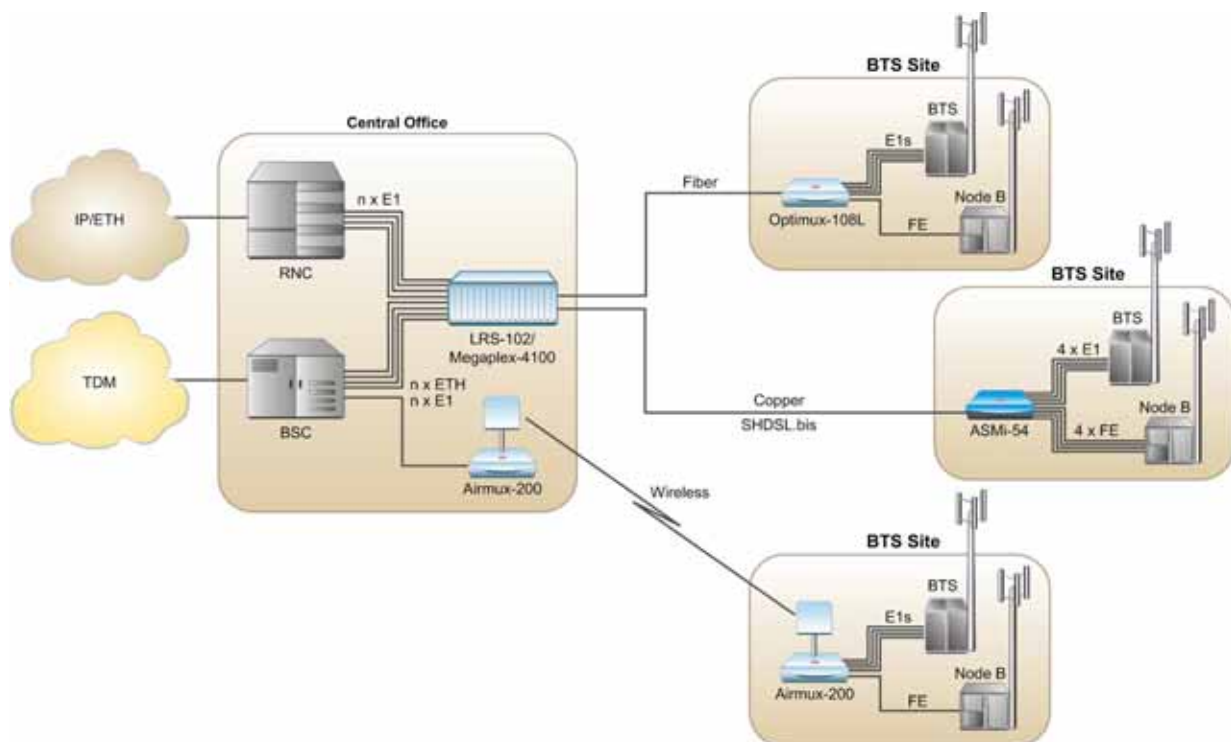 Central Office
IP/ETH
TDM
RNC
n x E1
BSC
LRS-102/
Megaplex-4100
n x ETH
n x E1
Airmux-200
Fiber
Copper
SHDSL.bis
Wireless
BTS Site
BTS
E1s
Optimux-108L
Node B
FE
BTS Site
BTS
4 x E1
ASMi-54
Node B
4 x FE
BTS Site
BTS
E1s
Airmux-200
Node B
FE